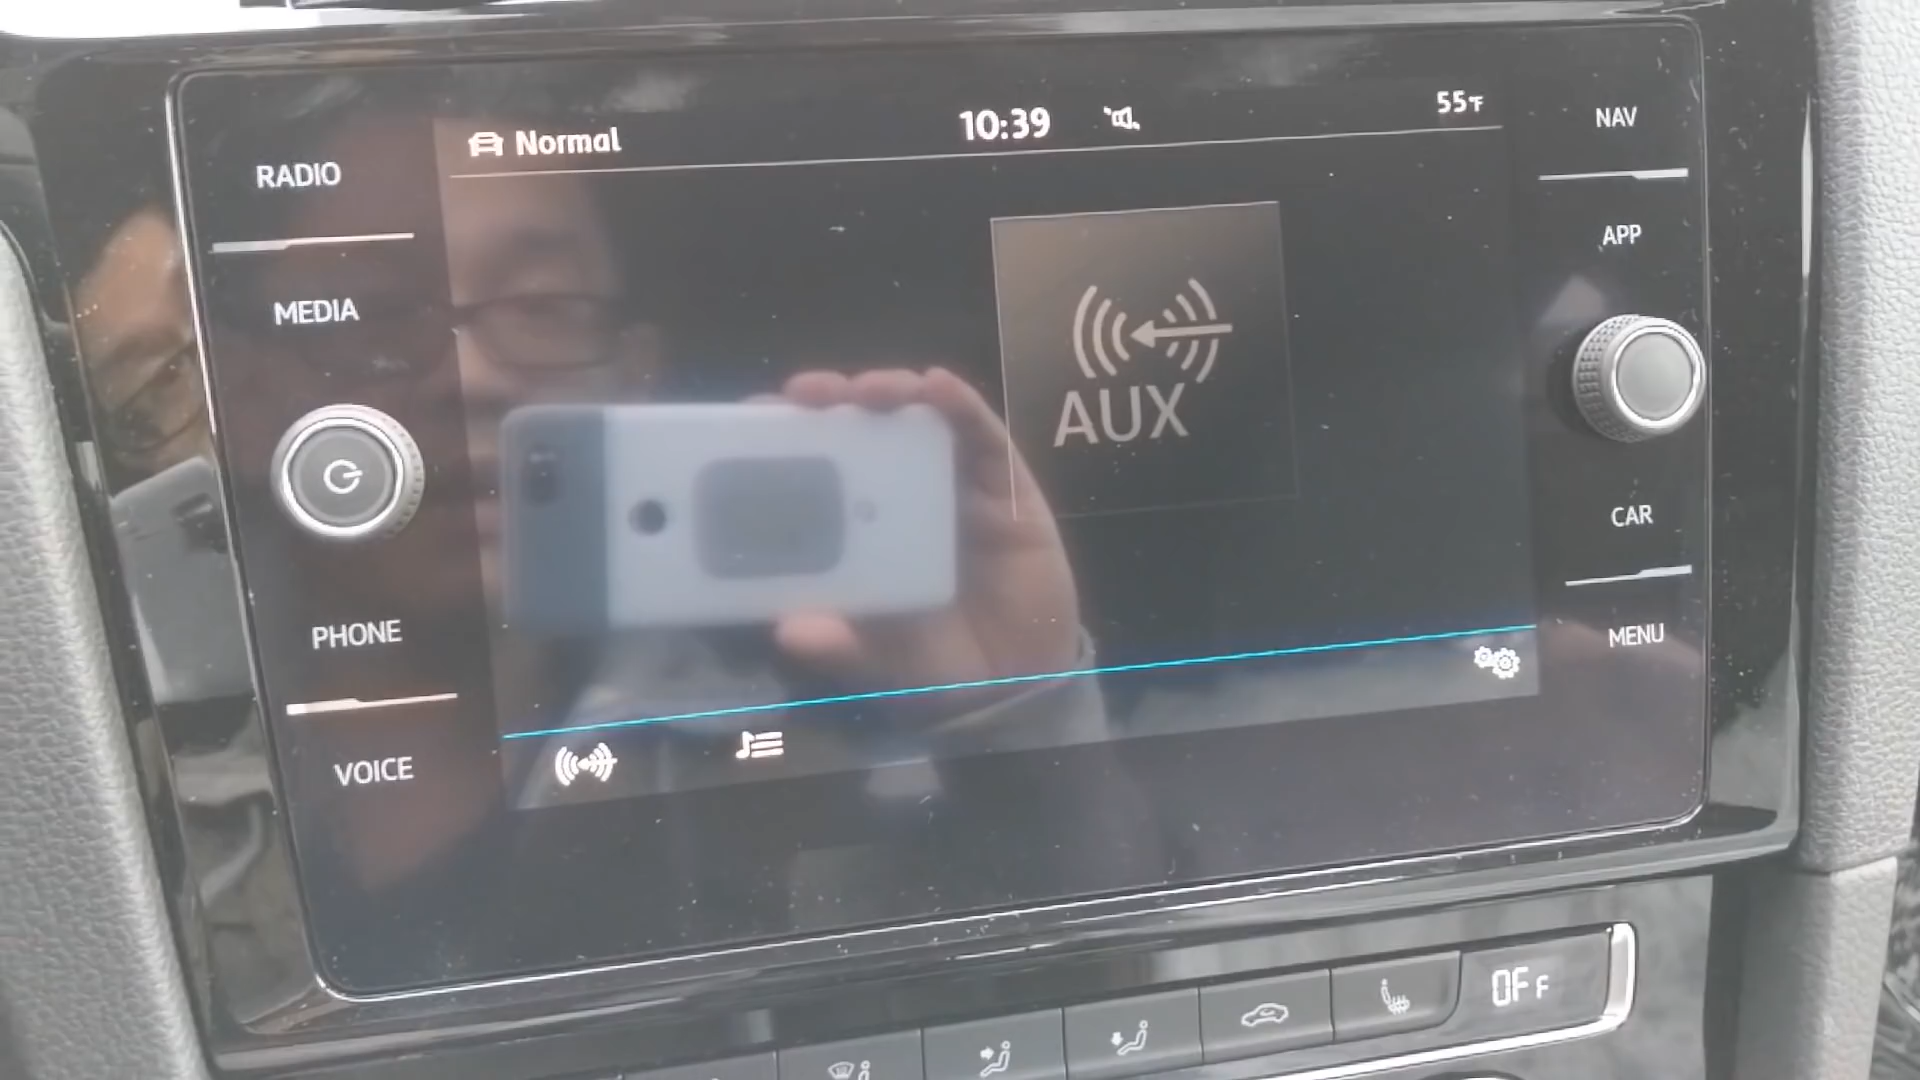 Normal
10:39
55°F
RADIO
MEDIA
PHONE
VOICE
AUX
NAV
APP
CAR
MENU
OFF